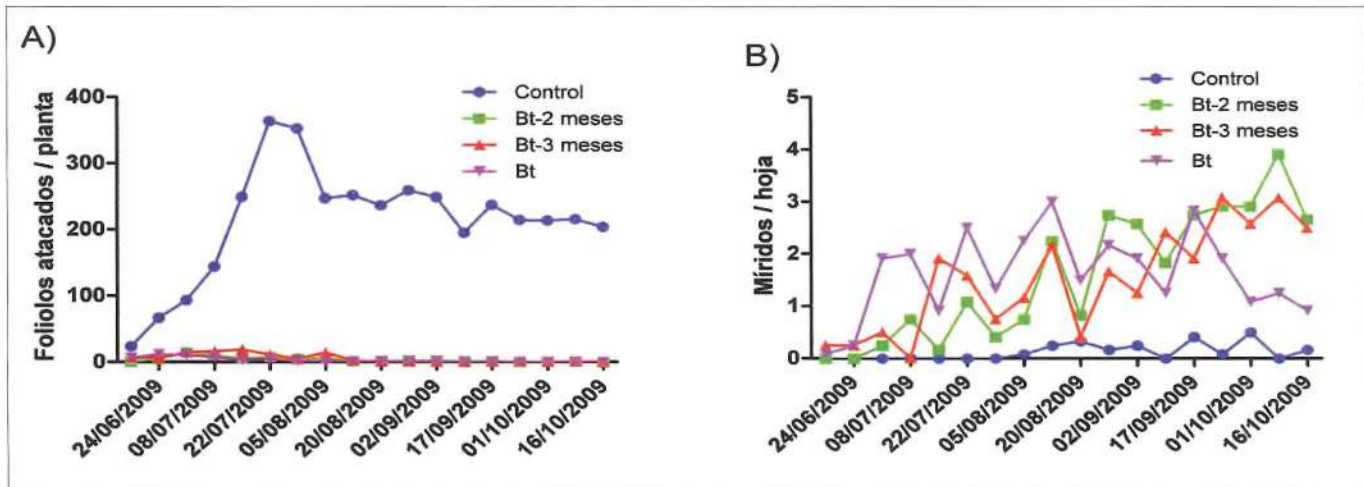 A)
Foliolos atacados / planta
400
300
200
100
0
Control
Bt-2 meses
Bt-3 meses
Bt
24/06/2009
08/07/2009
22/07/2009
05/08/2009
20/08/2009
02/09/2009
17/09/2009
01/10/2009
16/10/2009
B)
Míridos / hoja
5
4
3
2
1
0
Control
Bt-2 meses
Bt-3 meses
Bt
24/06/2009
08/07/2009
22/07/2009
05/08/2009
20/08/2009
02/09/2009
17/09/2009
01/10/2009
16/10/2009